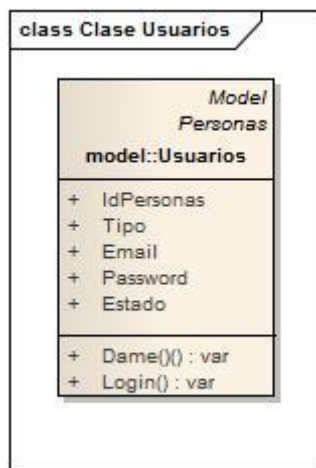 class Clase Usuarios
Model
Personas
model::Usuarios
+ IdPersonas
+ Tipo
+ Email
+ Password
+ Estado
+ Dame()() : var
+ Login() : var